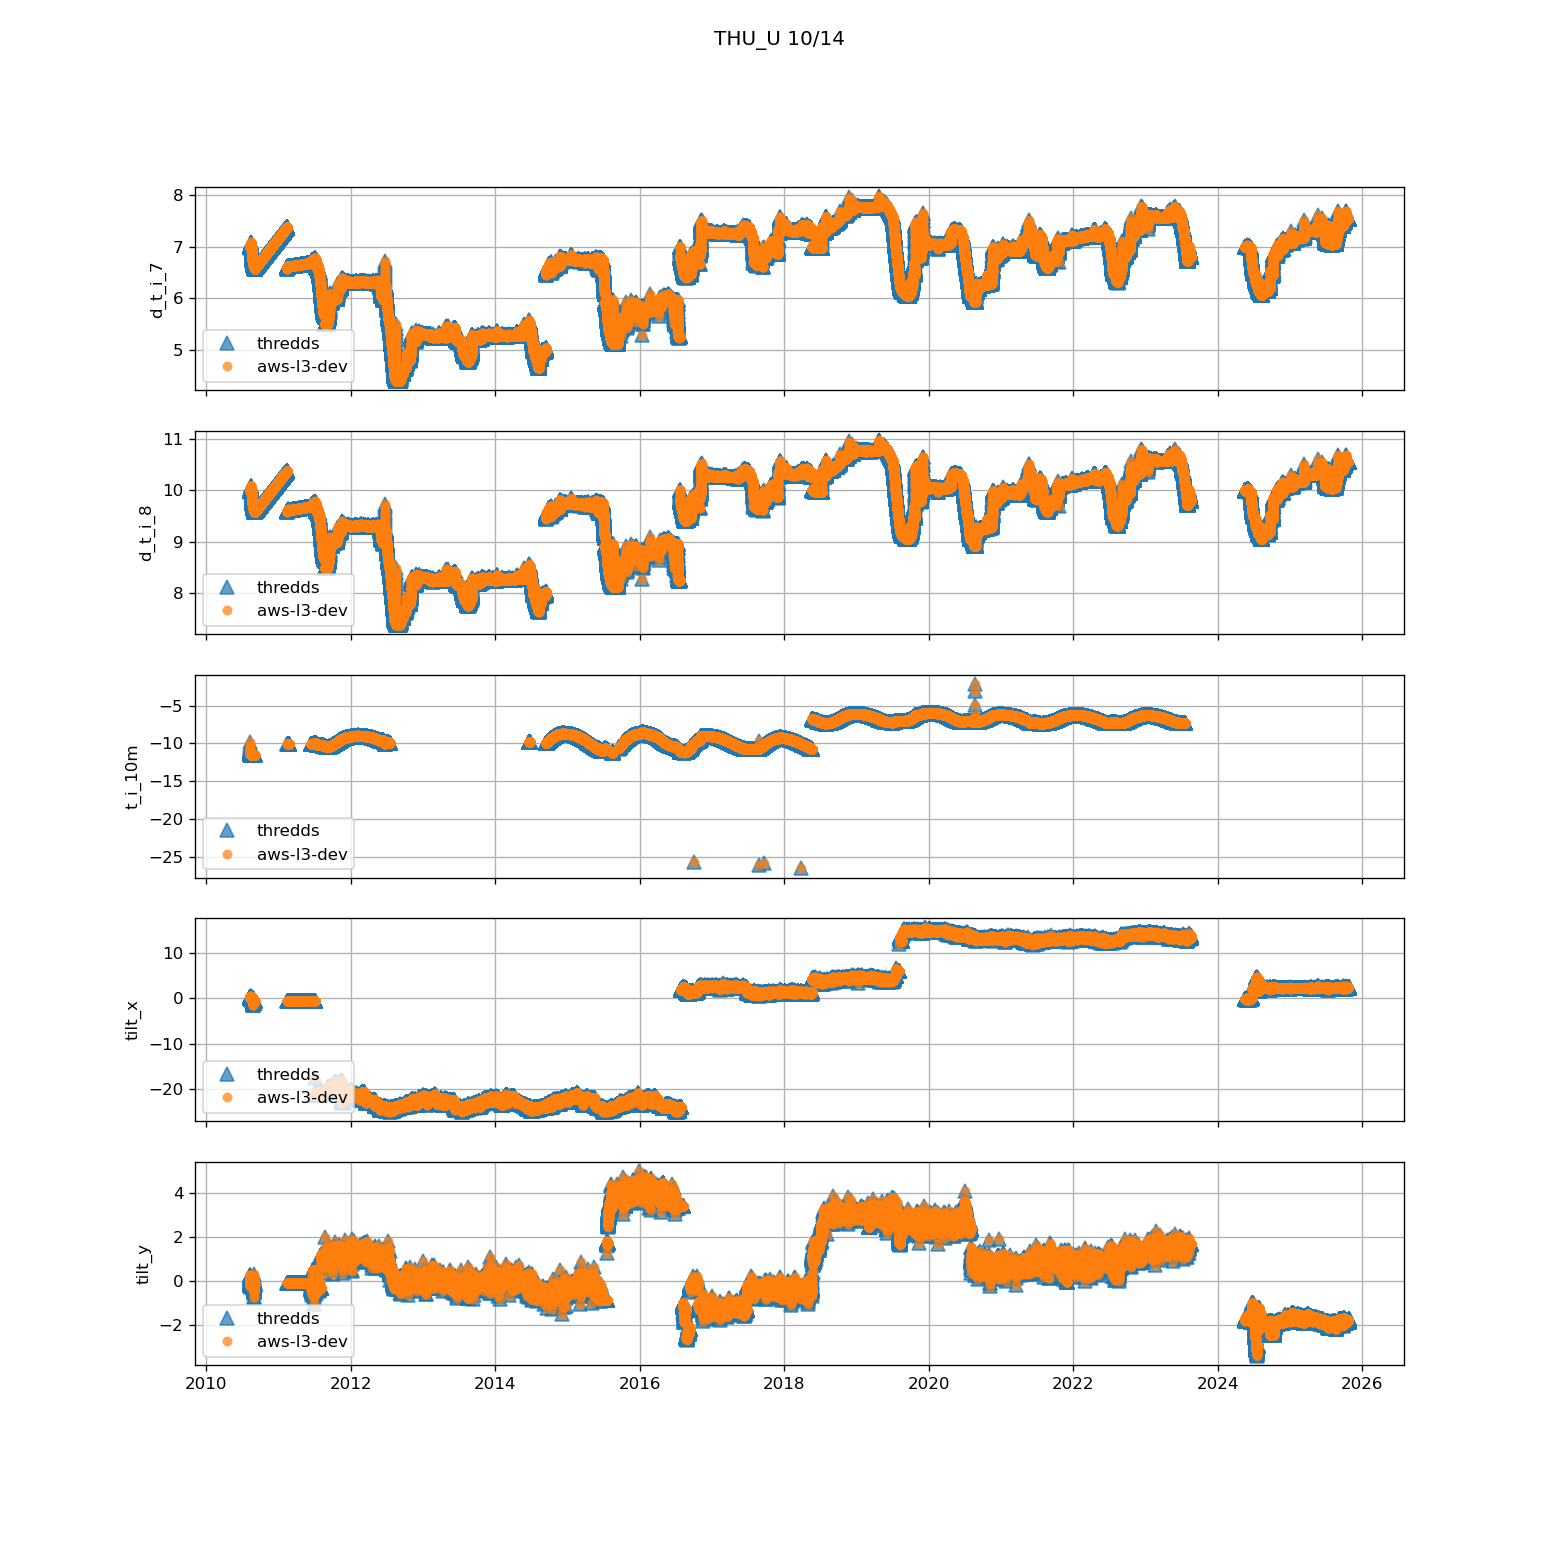 THU_U 10/14
8
7
6
5
d_t_i_7
thredds
aws-l3-dev
11
10
9
8
d_t_i_8
thredds
aws-l3-dev
−5
−10
−15
−20
−25
t_i_10m
thredds
aws-l3-dev
10
0
−10
−20
tilt_x
thredds
aws-l3-dev
4
2
0
−2
tilt_y
thredds
aws-l3-dev
2010 2012 2014 2016 2018 2020 2022 2024 2026